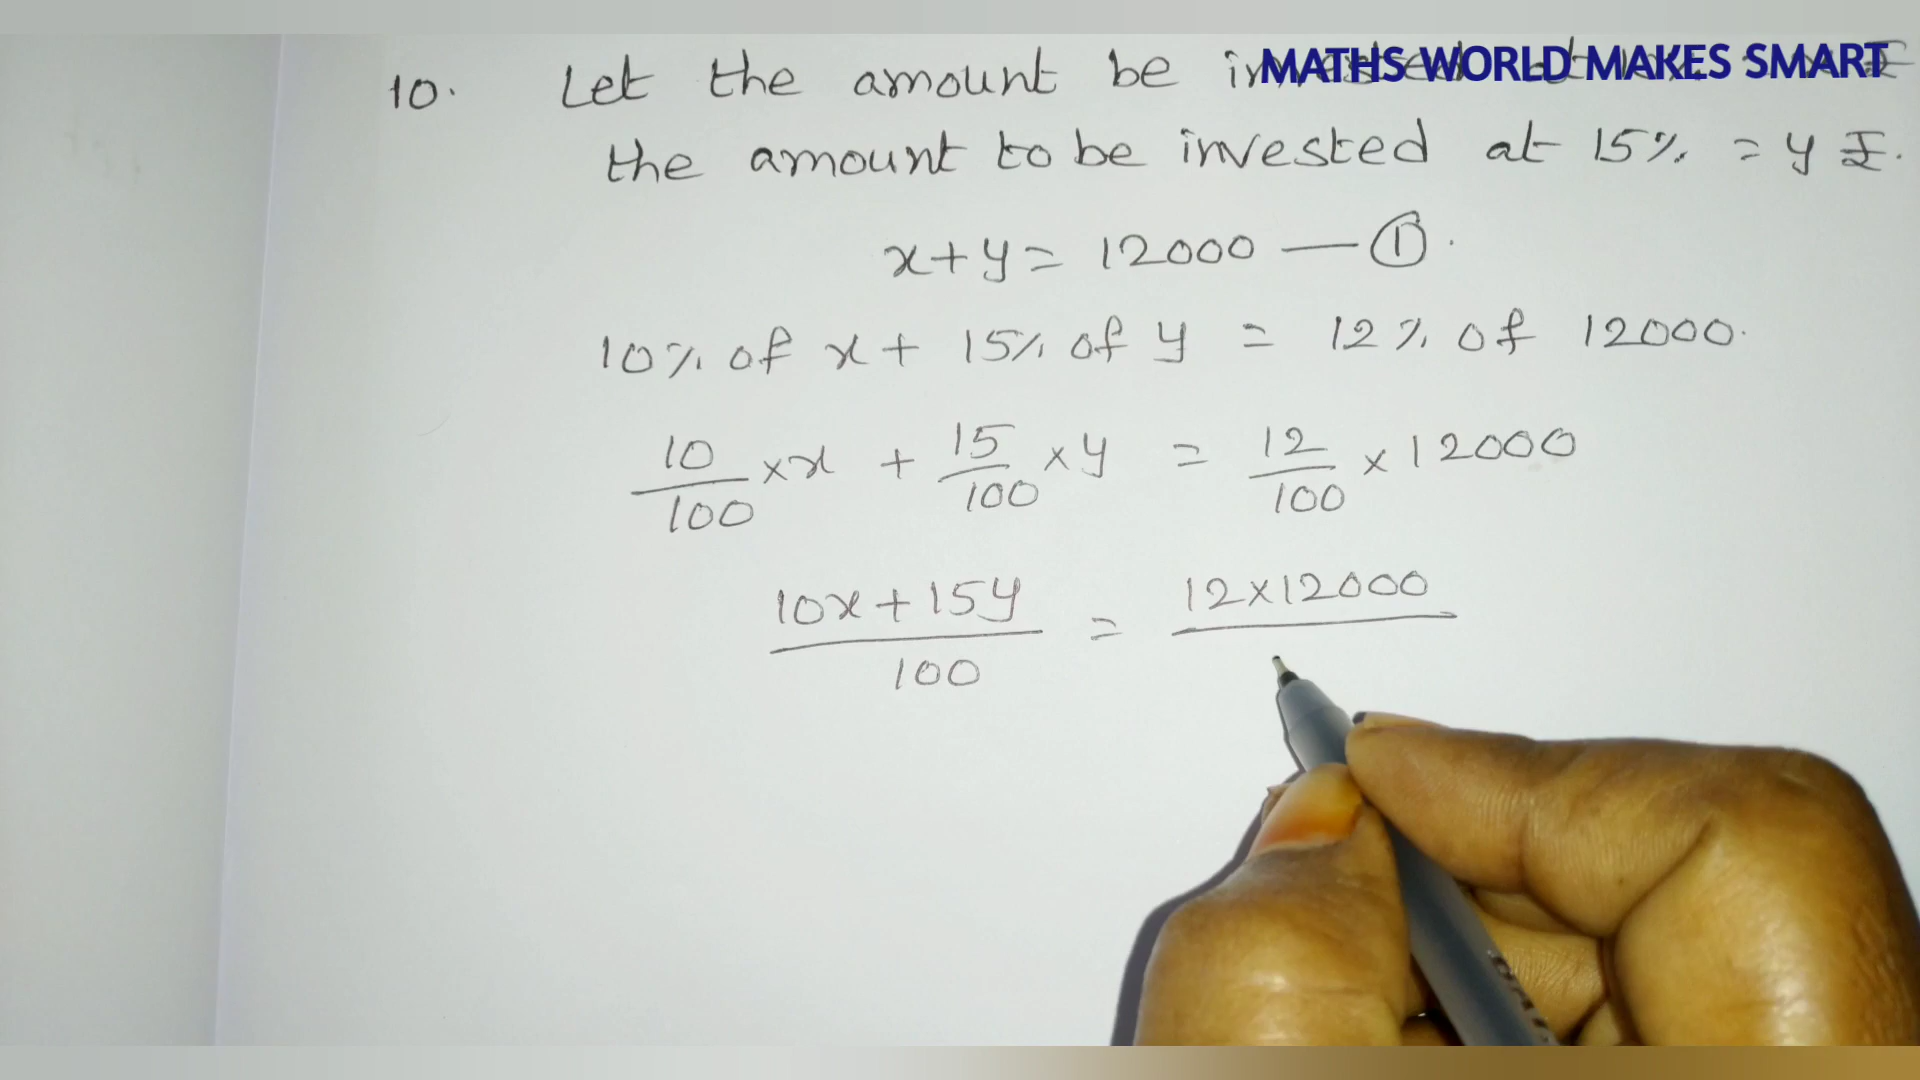 MATHS WORLD MAKES SMART
10. Let the amount be
the amount to be invested at 15% = y ₹.
x+y = 12000 — ①.
10% of x + 15% of y = 12% of 12000.
10/100 × x + 15/100 × y = 12/100 × 12000
10x + 15y / 100 = 12×12000 /